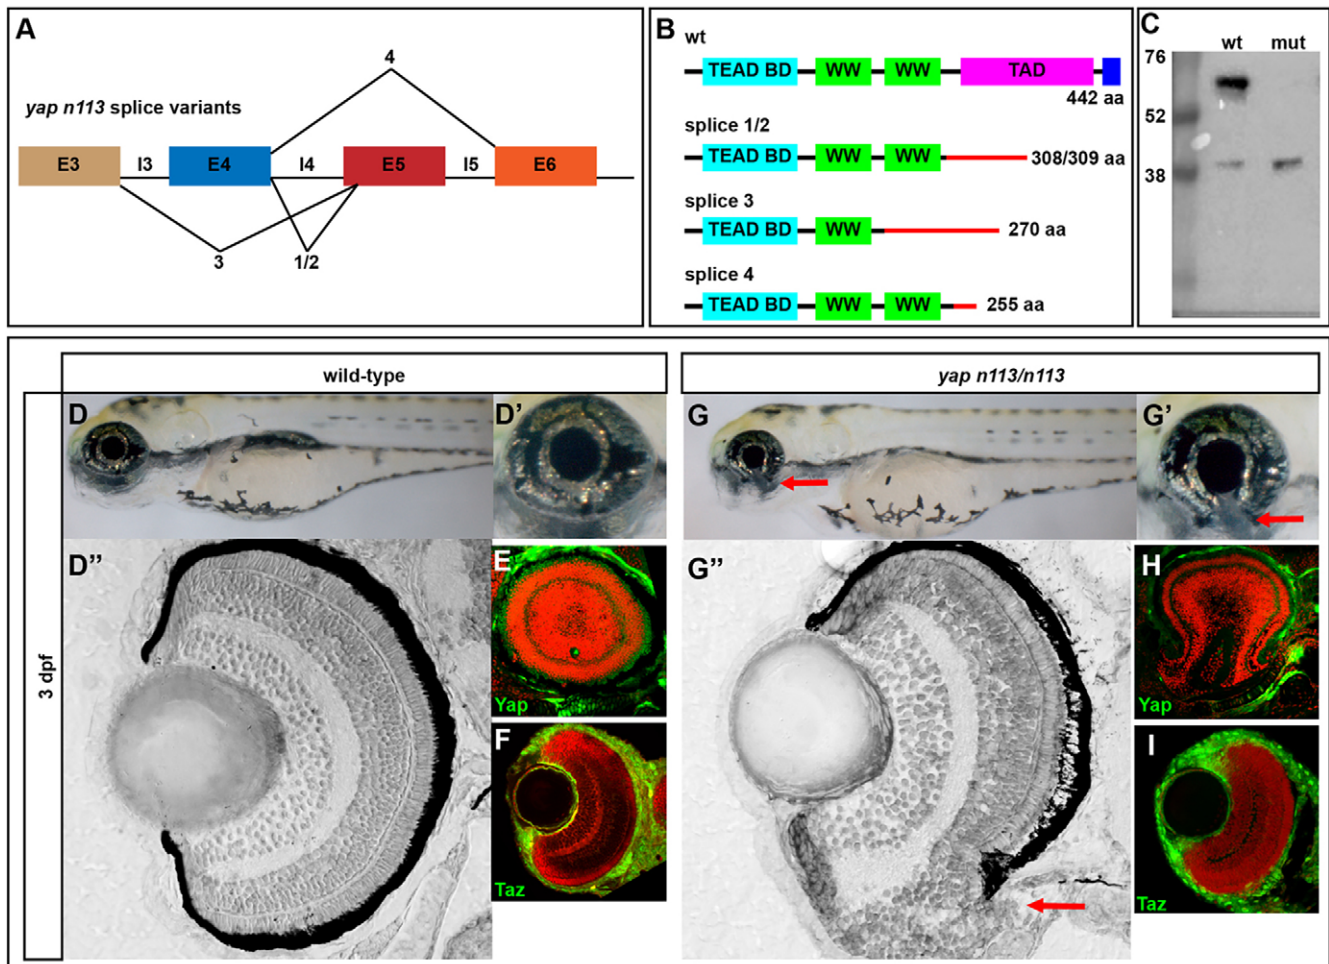 A
4
yap n113 splice variants
E3 I3 E4 I4 E5 I5 E6
3 1/2
B
wt
TEAD BD WW WW TAD
442 aa
splice 1/2
TEAD BD WW WW 308/309 aa
splice 3
TEAD BD WW 270 aa
splice 4
TEAD BD WW WW 255 aa
C
wt mut
76
52
38
wild-type
yap n113/n113
3 dpf
D
D’
D”
E
Yap
F
Taz
G
G’
G”
H
Yap
I
Taz